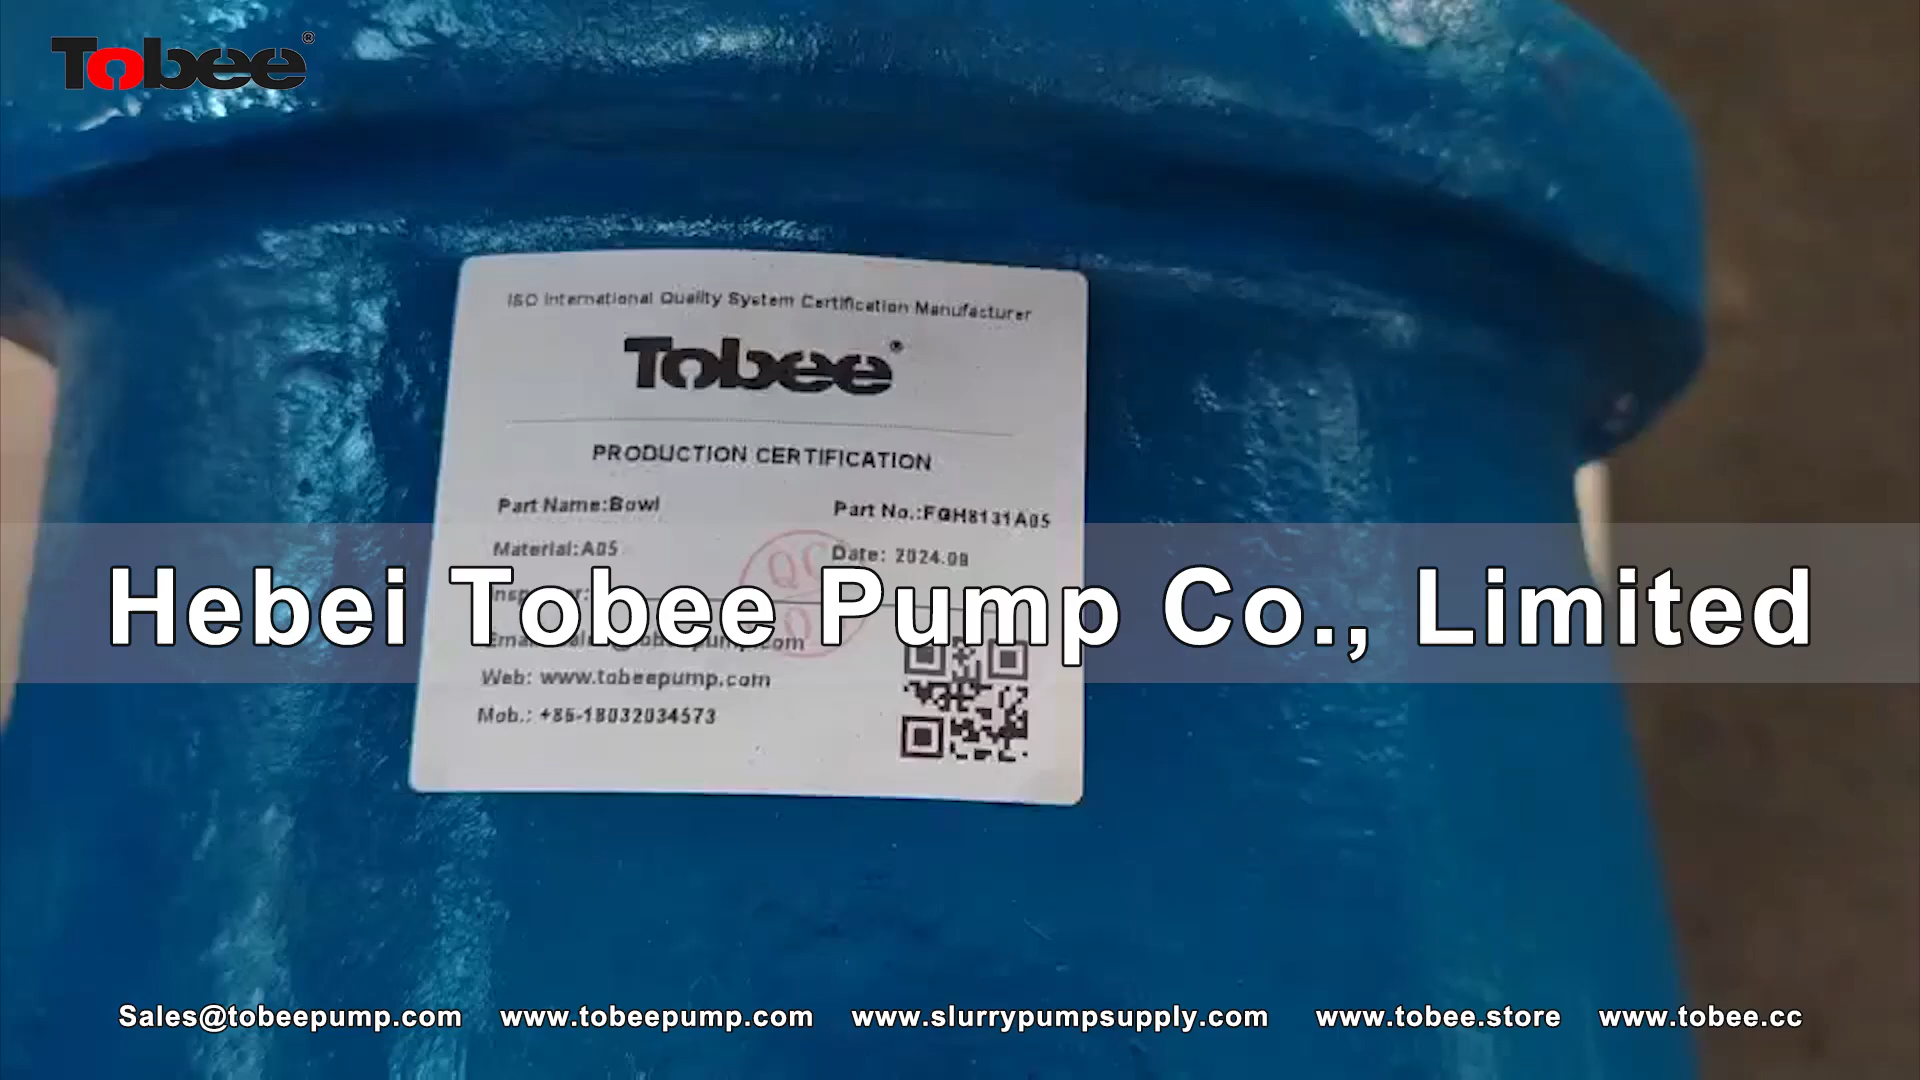 Tobee®
ISO International Quality System Certification Manufacturer
Tobee®
PRODUCTION CERTIFICATION
Part Name:Bowl Part No.:FGH8131A05
Material:A05 Date: 2024.09
QC
Hebei Tobee Pump Co., Limited
Web: www.tobeepump.com
Mob.: +86-18032034573
Sales@tobeepump.com www.tobeepump.com www.slurrypumpsupply.com www.tobee.store www.tobee.cc